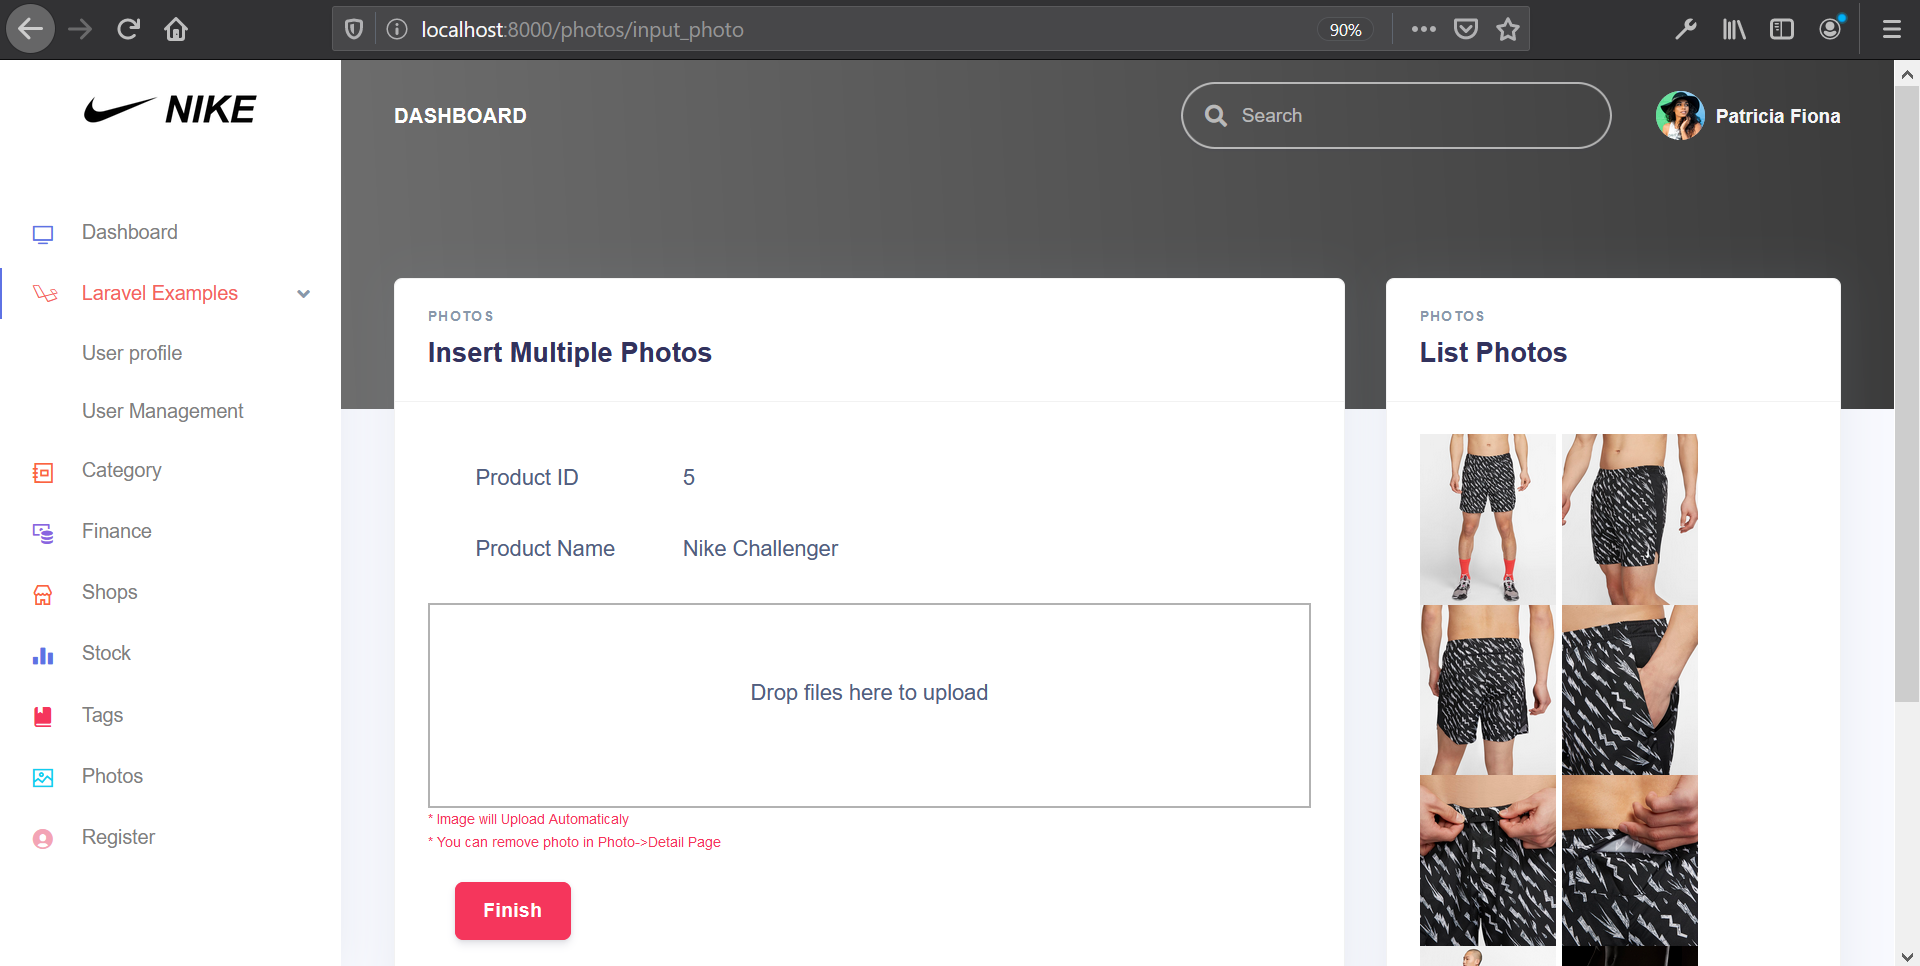 localhost:8000/photos/input_photo
90%
NIKE
DASHBOARD
Search
Patricia Fiona
Dashboard
Laravel Examples
User profile
User Management
Category
Finance
Shops
Stock
Tags
Photos
Register
PHOTOS
Insert Multiple Photos
Product ID 5
Product Name Nike Challenger
Drop files here to upload
* Image will Upload Automaticaly
* You can remove photo in Photo->Detail Page
Finish
PHOTOS
List Photos